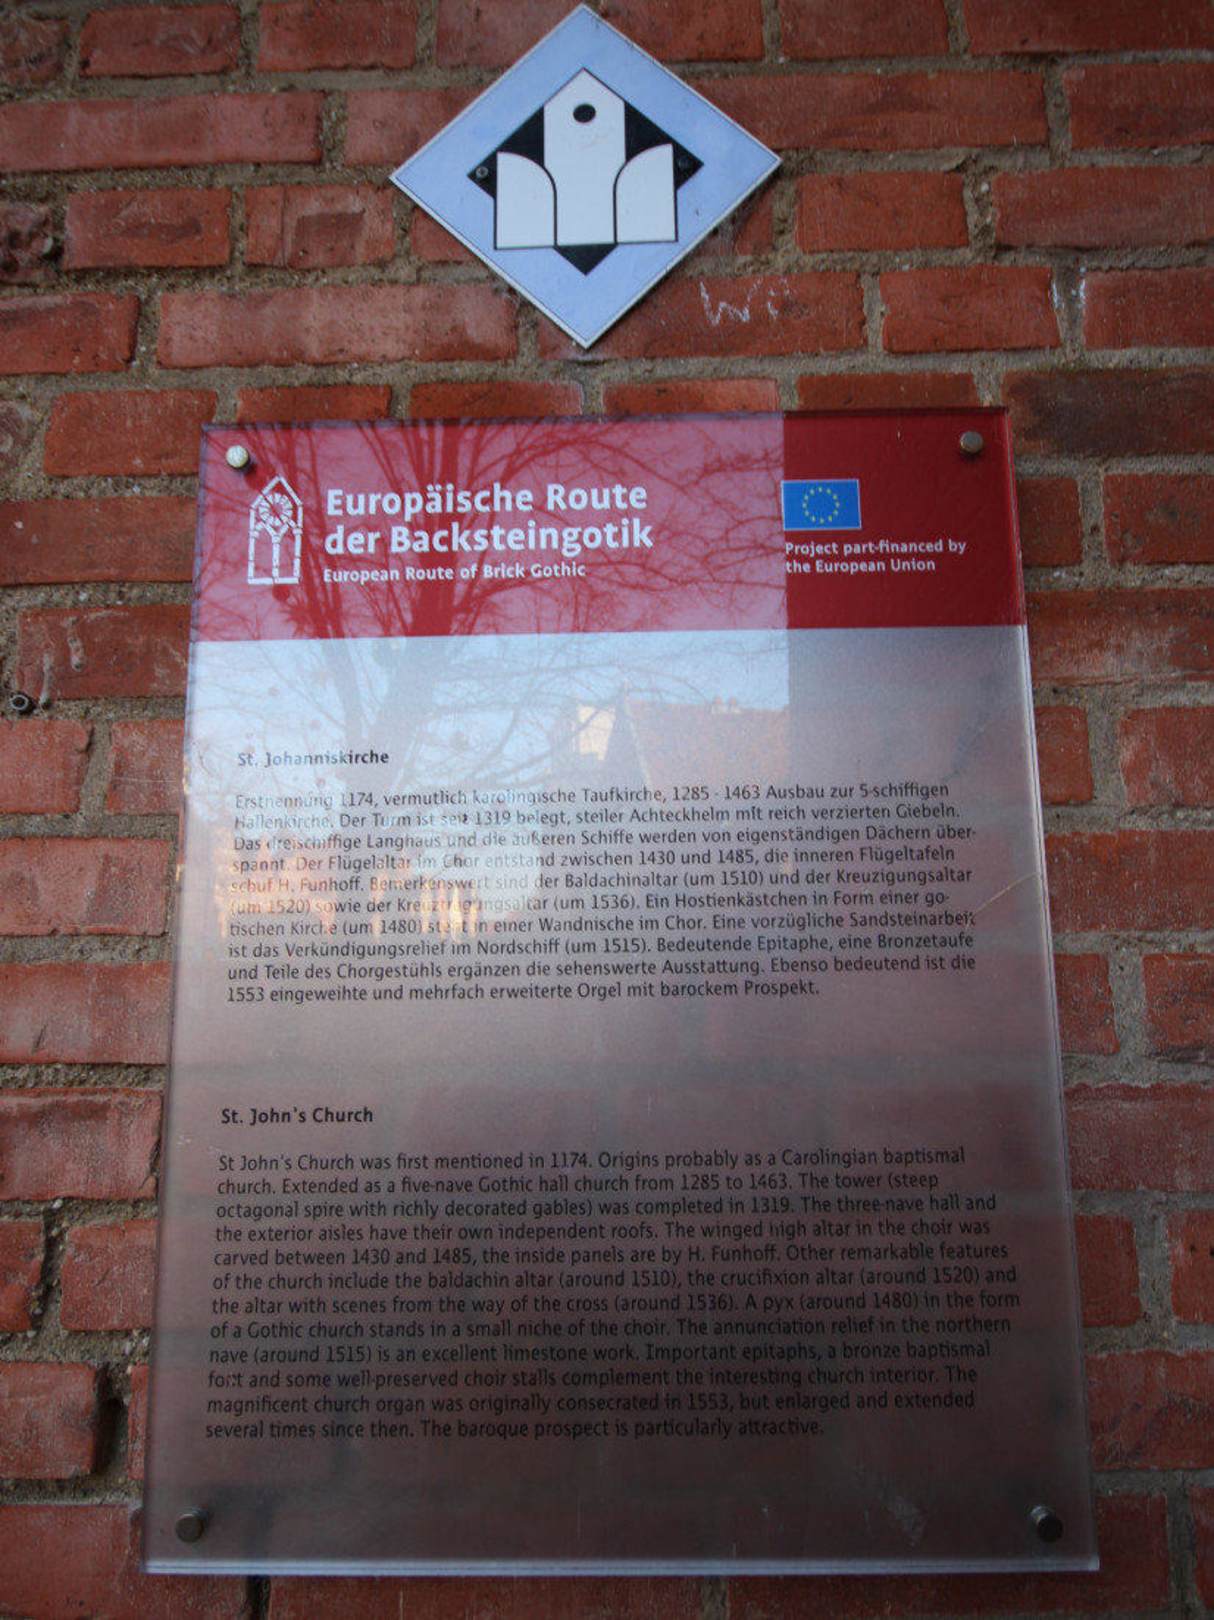 Wi
Europäische Route
der Backsteingotik
European Route of Brick Gothic
Project part-financed by
the European Union
St. Johanniskirche
Erstnennung 1174, vermutlich karolingische Taufkirche, 1285 - 1463 Ausbau zur 5-schiffigen
Hallenkirche. Der Turm ist seit 1319 belegt, steiler Achteckhelm mit reich verzierten Giebeln.
Das dreischiffige Langhaus und die äußeren Schiffe werden von eigenständigen Dächern über-
spannt. Der Flügelaltar im Chor entstand zwischen 1430 und 1485, die inneren Flügeltafeln
schuf H. Funhoff. Bemerkenswert sind der Baldachinaltar (um 1510) und der Kreuzigungsaltar
(um 1520) sowie der Kreuztragungsaltar (um 1536). Ein Hostienkästchen in Form einer go-
tischen Kirche (um 1480) steht in einer Wandnische im Chor. Eine vorzügliche Sandsteinarbeit
ist das Verkündigungsrelief im Nordschiff (um 1515). Bedeutende Epitaphe, eine Bronzetaufe
und Teile des Chorgestühls ergänzen die sehenswerte Ausstattung. Ebenso bedeutend ist die
1553 eingeweihte und mehrfach erweiterte Orgel mit barockem Prospekt.
St. John's Church
St John's Church was first mentioned in 1174. Origins probably as a Carolingian baptismal
church. Extended as a five-nave Gothic hall church from 1285 to 1463. The tower (steep
octagonal spire with richly decorated gables) was completed in 1319. The three-nave hall and
the exterior aisles have their own independent roofs. The winged high altar in the choir was
carved between 1430 and 1485, the inside panels are by H. Funhoff. Other remarkable features
of the church include the baldachin altar (around 1510), the crucifixion altar (around 1520) and
the altar with scenes from the way of the cross (around 1536). A pyx (around 1480) in the form
of a Gothic church stands in a small niche of the choir. The annunciation relief in the northern
nave (around 1515) is an excellent limestone work. Important epitaphs, a bronze baptismal
font and some well-preserved choir stalls complement the interesting church interior. The
magnificent church organ was originally consecrated in 1553, but enlarged and extended
several times since then. The baroque prospect is particularly attractive.